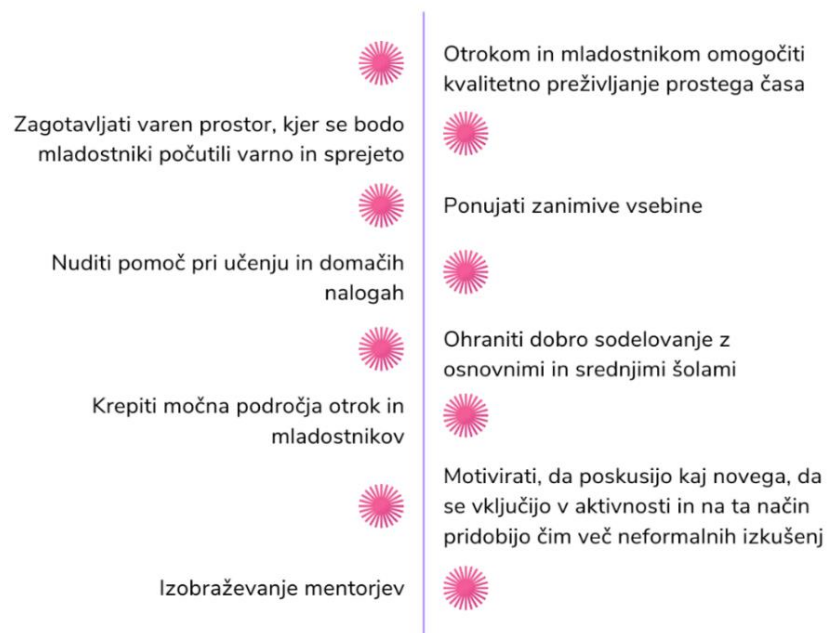 Otrokom in mladostnikom omogočiti
kvalitetno preživljanje prostega časa
Zagotavljati varen prostor, kjer se bodo
mladostniki počutili varno in sprejeto
Ponujati zanimive vsebine
Nuditi pomoč pri učenju in domačih
nalogah
Ohraniti dobro sodelovanje z
osnovnimi in srednjimi šolami
Krepiti močna področja otrok in
mladostnikov
Motivirati, da poskusijo kaj novega, da
se vključijo v aktivnosti in na ta način
pridobijo čim več neformalnih izkušenj
Izobraževanje mentorjev